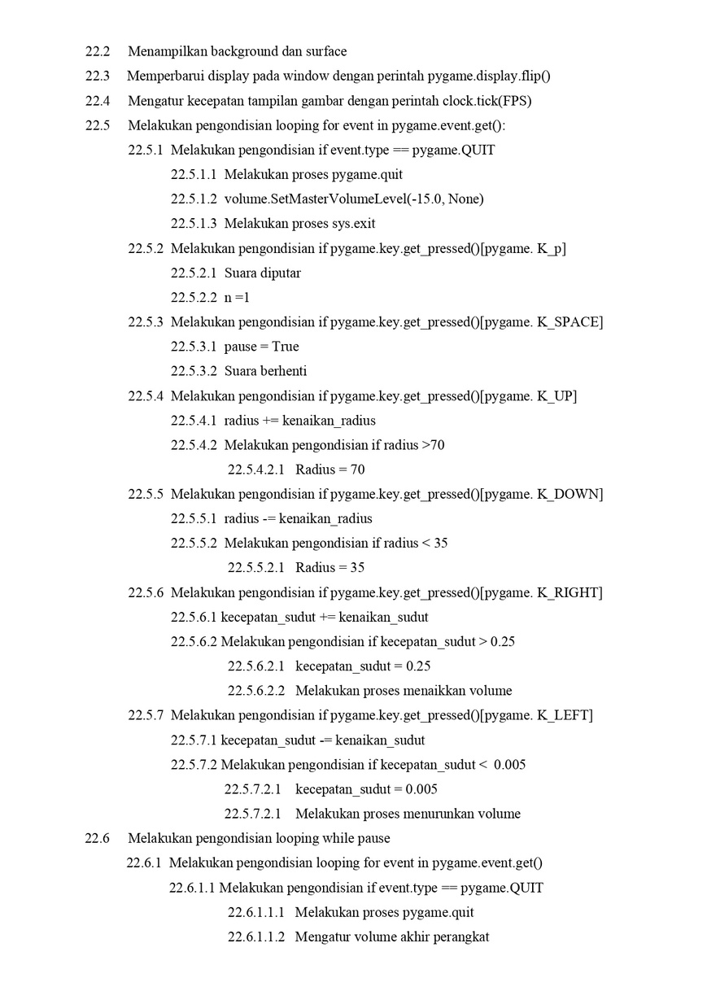 22.2 Menampilkan background dan surface
22.3 Memperbarui display pada window dengan perintah pygame.display.flip()
22.4 Mengatur kecepatan tampilan gambar dengan perintah clock.tick(FPS)
22.5 Melakukan pengondisian looping for event in pygame.event.get():
22.5.1 Melakukan pengondisian if event.type == pygame.QUIT
22.5.1.1 Melakukan proses pygame.quit
22.5.1.2 volume.SetMasterVolumeLevel(-15.0, None)
22.5.1.3 Melakukan proses sys.exit
22.5.2 Melakukan pengondisian if pygame.key.get_pressed()[pygame. K_p]
22.5.2.1 Suara diputar
22.5.2.2 n =1
22.5.3 Melakukan pengondisian if pygame.key.get_pressed()[pygame. K_SPACE]
22.5.3.1 pause = True
22.5.3.2 Suara berhenti
22.5.4 Melakukan pengondisian if pygame.key.get_pressed()[pygame. K_UP]
22.5.4.1 radius += kenaikan_radius
22.5.4.2 Melakukan pengondisian if radius >70
22.5.4.2.1 Radius = 70
22.5.5 Melakukan pengondisian if pygame.key.get_pressed()[pygame. K_DOWN]
22.5.5.1 radius -= kenaikan_radius
22.5.5.2 Melakukan pengondisian if radius < 35
22.5.5.2.1 Radius = 35
22.5.6 Melakukan pengondisian if pygame.key.get_pressed()[pygame. K_RIGHT]
22.5.6.1 kecepatan_sudut += kenaikan_sudut
22.5.6.2 Melakukan pengondisian if kecepatan_sudut > 0.25
22.5.6.2.1 kecepatan_sudut = 0.25
22.5.6.2.2 Melakukan proses menaikkan volume
22.5.7 Melakukan pengondisian if pygame.key.get_pressed()[pygame. K_LEFT]
22.5.7.1 kecepatan_sudut -= kenaikan_sudut
22.5.7.2 Melakukan pengondisian if kecepatan_sudut < 0.005
22.5.7.2.1 kecepatan_sudut = 0.005
22.5.7.2.1 Melakukan proses menurunkan volume
22.6 Melakukan pengondisian looping while pause
22.6.1 Melakukan pengondisian looping for event in pygame.event.get()
22.6.1.1 Melakukan pengondisian if event.type == pygame.QUIT
22.6.1.1.1 Melakukan proses pygame.quit
22.6.1.1.2 Mengatur volume akhir perangkat